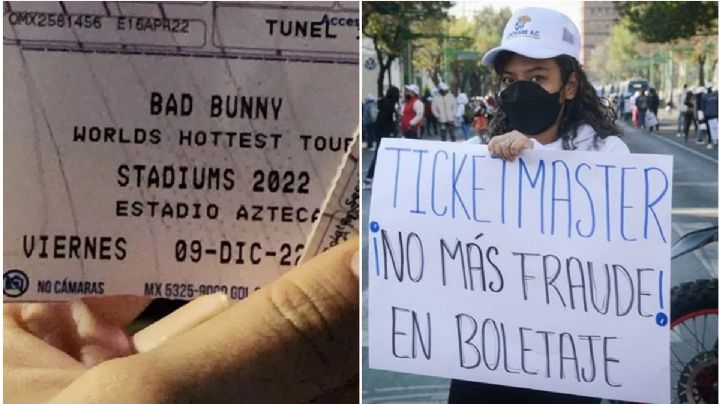 OMX2561456 E16APR22
TUNEL
BAD BUNNY
WORLDS HOTTEST TOUR
STADIUMS 2022
ESTADIO AZTECA
VIERNES 09-DIC-22
NO CÁMARAS
TICKETMASTER
¡NO MÁS FRAUDE!
EN BOLETAJE